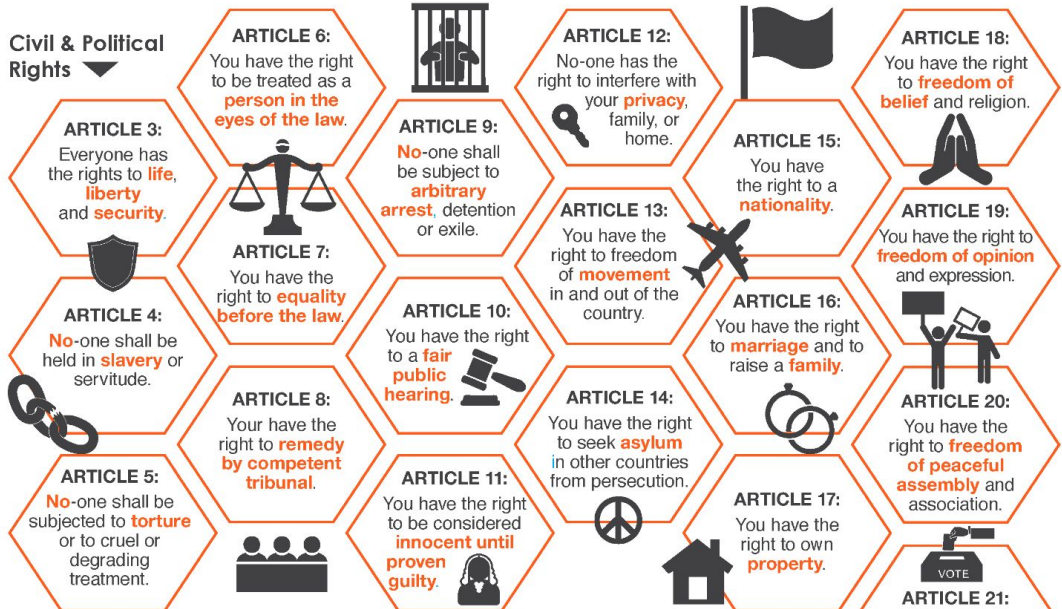 Civil & Political
Rights
ARTICLE 3:
Everyone has
the rights to life,
liberty
and security.
ARTICLE 4:
No-one shall be
held in slavery or
servitude.
ARTICLE 5:
No-one shall be
subjected to torture
or to cruel or
degrading
treatment.
ARTICLE 6:
You have the right
to be treated as a
person in the
eyes of the law.
ARTICLE 7:
You have the
right to equality
before the law.
ARTICLE 8:
Your have the
right to remedy
by competent
tribunal.
ARTICLE 9:
No-one shall
be subject to
arbitrary
arrest, detention
or exile.
ARTICLE 10:
You have the right
to a fair
public
hearing.
ARTICLE 11:
You have the right
to be considered
innocent until
proven
guilty.
ARTICLE 12:
No-one has the
right to interfere with
your privacy,
family, or
home.
ARTICLE 13:
You have the
right to freedom
of movement
in and out of the
country.
ARTICLE 14:
You have the right
to seek asylum
in other countries
from persecution.
ARTICLE 15:
You have
the right to a
nationality.
ARTICLE 16:
You have the right
to marriage and to
raise a family.
ARTICLE 17:
You have the
right to own
property.
ARTICLE 18:
You have the right
to freedom of
belief and religion.
ARTICLE 19:
You have the right to
freedom of opinion
and expression.
ARTICLE 20:
You have the
right to freedom
of peaceful
assembly and
association.
VOTE
ARTICLE 21: